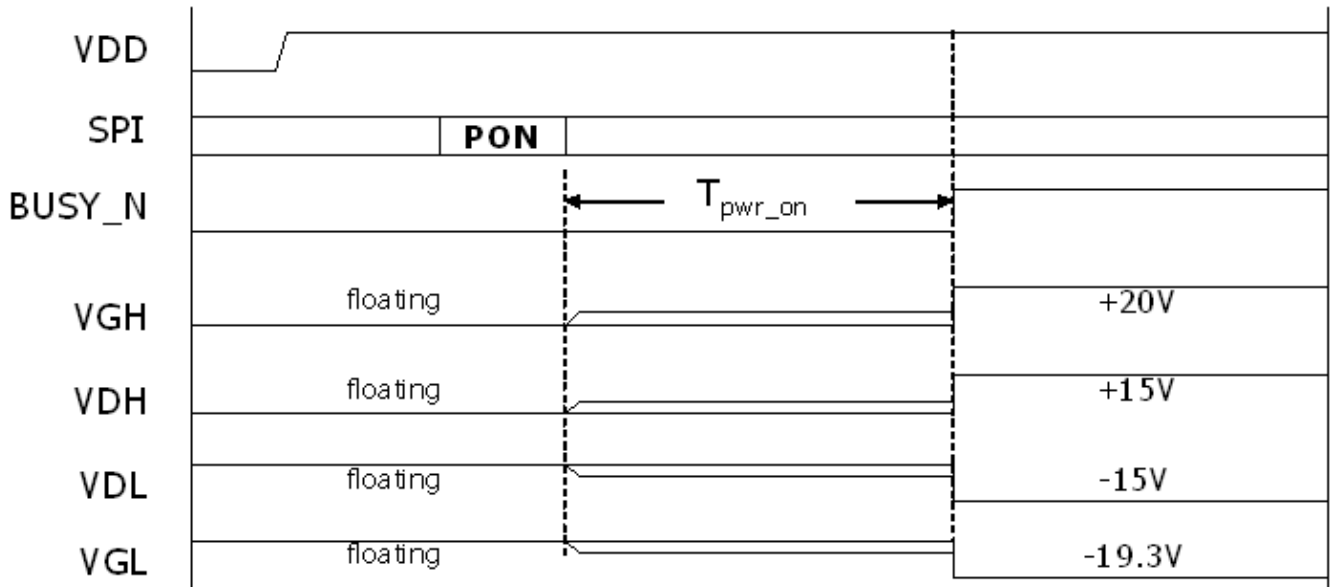 VDD
SPI
PON
BUSY_N
Tpwr_on
VGH
floating
+20V
VDH
floating
+15V
VDL
floating
-15V
VGL
floating
-19.3V